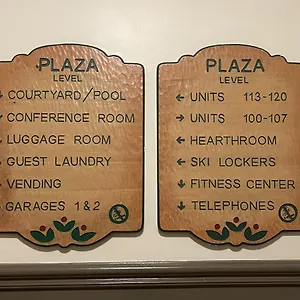 PLAZA
LEVEL
COURTYARD/POOL
CONFERENCE ROOM
LUGGAGE ROOM
GUEST LAUNDRY
VENDING
GARAGES 1 & 2
PLAZA
LEVEL
← UNITS 113-120
→ UNITS 100-107
← HEARTHROOM
← SKI LOCKERS
↓ FITNESS CENTER
↓ TELEPHONES